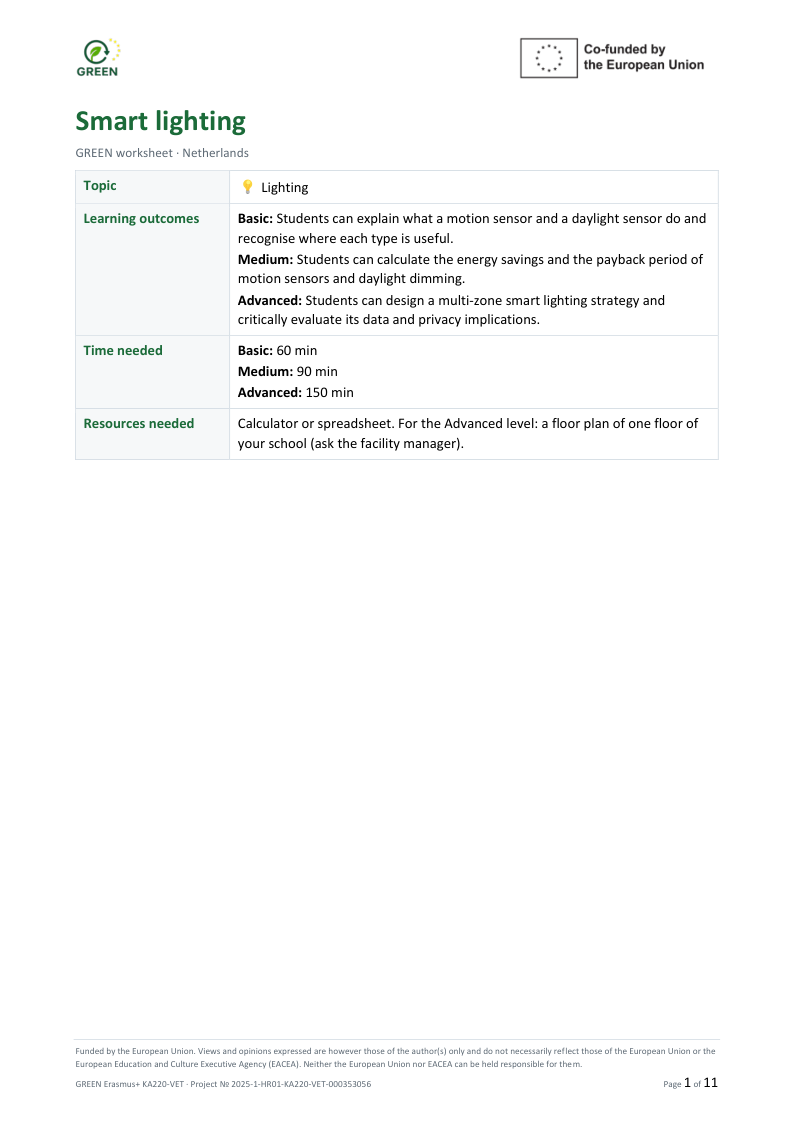 GREEN
Co-funded by
the European Union
Smart lighting
GREEN worksheet · Netherlands
Topic
💡 Lighting
Learning outcomes
Basic: Students can explain what a motion sensor and a daylight sensor do and
recognise where each type is useful.
Medium: Students can calculate the energy savings and the payback period of
motion sensors and daylight dimming.
Advanced: Students can design a multi-zone smart lighting strategy and
critically evaluate its data and privacy implications.
Time needed
Basic: 60 min
Medium: 90 min
Advanced: 150 min
Resources needed
Calculator or spreadsheet. For the Advanced level: a floor plan of one floor of
your school (ask the facility manager).
Funded by the European Union. Views and opinions expressed are however those of the author(s) only and do not necessarily reflect those of the European Union or the
European Education and Culture Executive Agency (EACEA). Neither the European Union nor EACEA can be held responsible for them.
GREEN Erasmus+ KA220-VET · Project № 2025-1-HR01-KA220-VET-000353056
Page 1 of 11